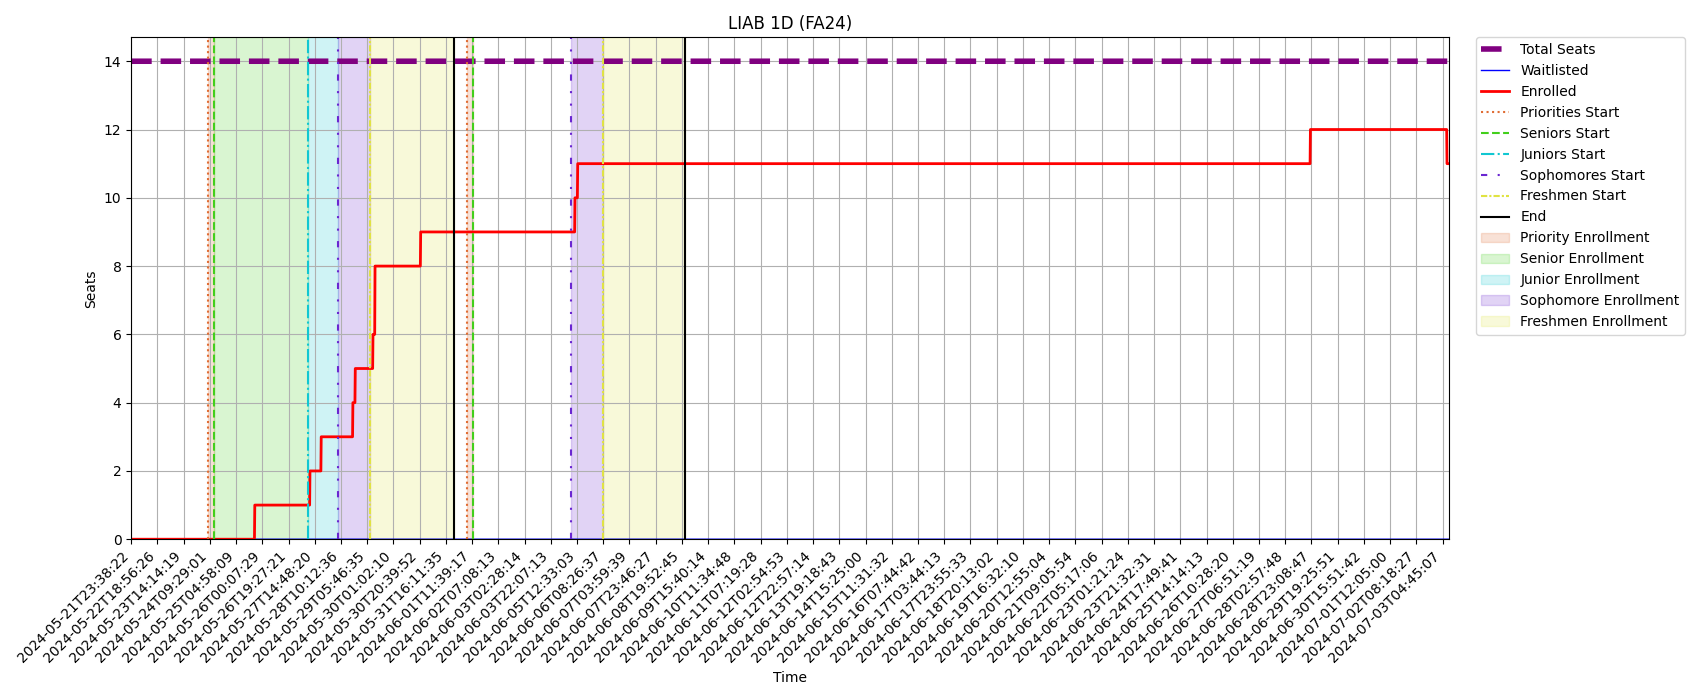 LIAB 1D (FA24)
Total Seats
Waitlisted
Enrolled
Priorities Start
Seniors Start
Juniors Start
Sophomores Start
Freshmen Start
End
Priority Enrollment
Senior Enrollment
Junior Enrollment
Sophomore Enrollment
Freshmen Enrollment
Seats
14
12
10
8
6
4
2
0
2024-05-21T23:38:22
2024-05-22T18:56:26
2024-05-23T14:14:19
2024-05-24T09:29:01
2024-05-25T04:58:09
2024-05-26T00:07:29
2024-05-26T19:27:21
2024-05-27T14:48:20
2024-05-28T10:12:36
2024-05-29T05:46:35
2024-05-30T01:02:10
2024-05-30T20:39:52
2024-05-31T16:11:35
2024-06-01T11:39:17
2024-06-02T07:08:13
2024-06-03T02:28:14
2024-06-03T22:07:13
2024-06-05T12:33:03
2024-06-06T08:26:37
2024-06-07T03:59:39
2024-06-07T23:46:27
2024-06-08T19:52:45
2024-06-09T15:40:14
2024-06-10T11:34:48
2024-06-11T07:19:28
2024-06-12T02:54:53
2024-06-12T22:57:14
2024-06-13T19:18:43
2024-06-14T15:25:00
2024-06-15T11:31:32
2024-06-16T07:44:42
2024-06-17T03:44:13
2024-06-17T23:55:33
2024-06-18T20:13:02
2024-06-19T16:32:10
2024-06-20T12:55:04
2024-06-21T09:05:54
2024-06-22T05:17:06
2024-06-23T01:21:24
2024-06-23T21:32:31
2024-06-24T17:49:41
2024-06-25T14:14:13
2024-06-26T10:28:20
2024-06-27T06:51:19
2024-06-28T02:57:48
2024-06-28T23:08:47
2024-06-29T19:25:51
2024-06-30T15:51:42
2024-07-01T12:05:00
2024-07-02T08:18:27
2024-07-03T04:45:07
Time